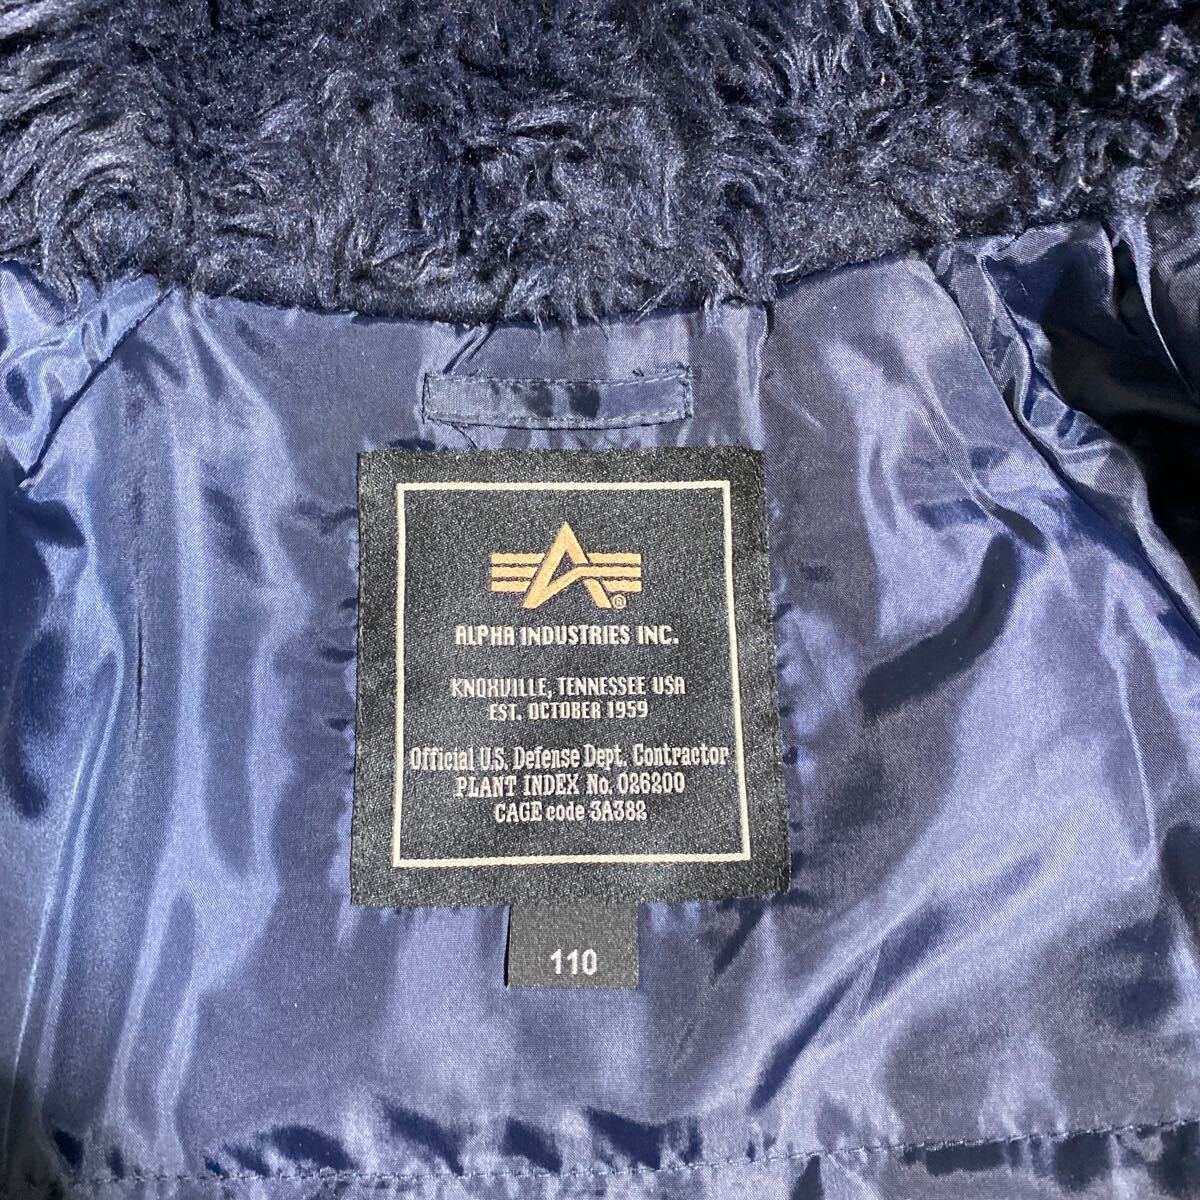 ®
ALPHA INDUSTRIES INC.
KNOXVILLE, TENNESSEE USA
EST. OCTOBER 1959
Official U.S. Defense Dept. Contractor
PLANT INDEX No. 026200
CAGE code 3A382
110